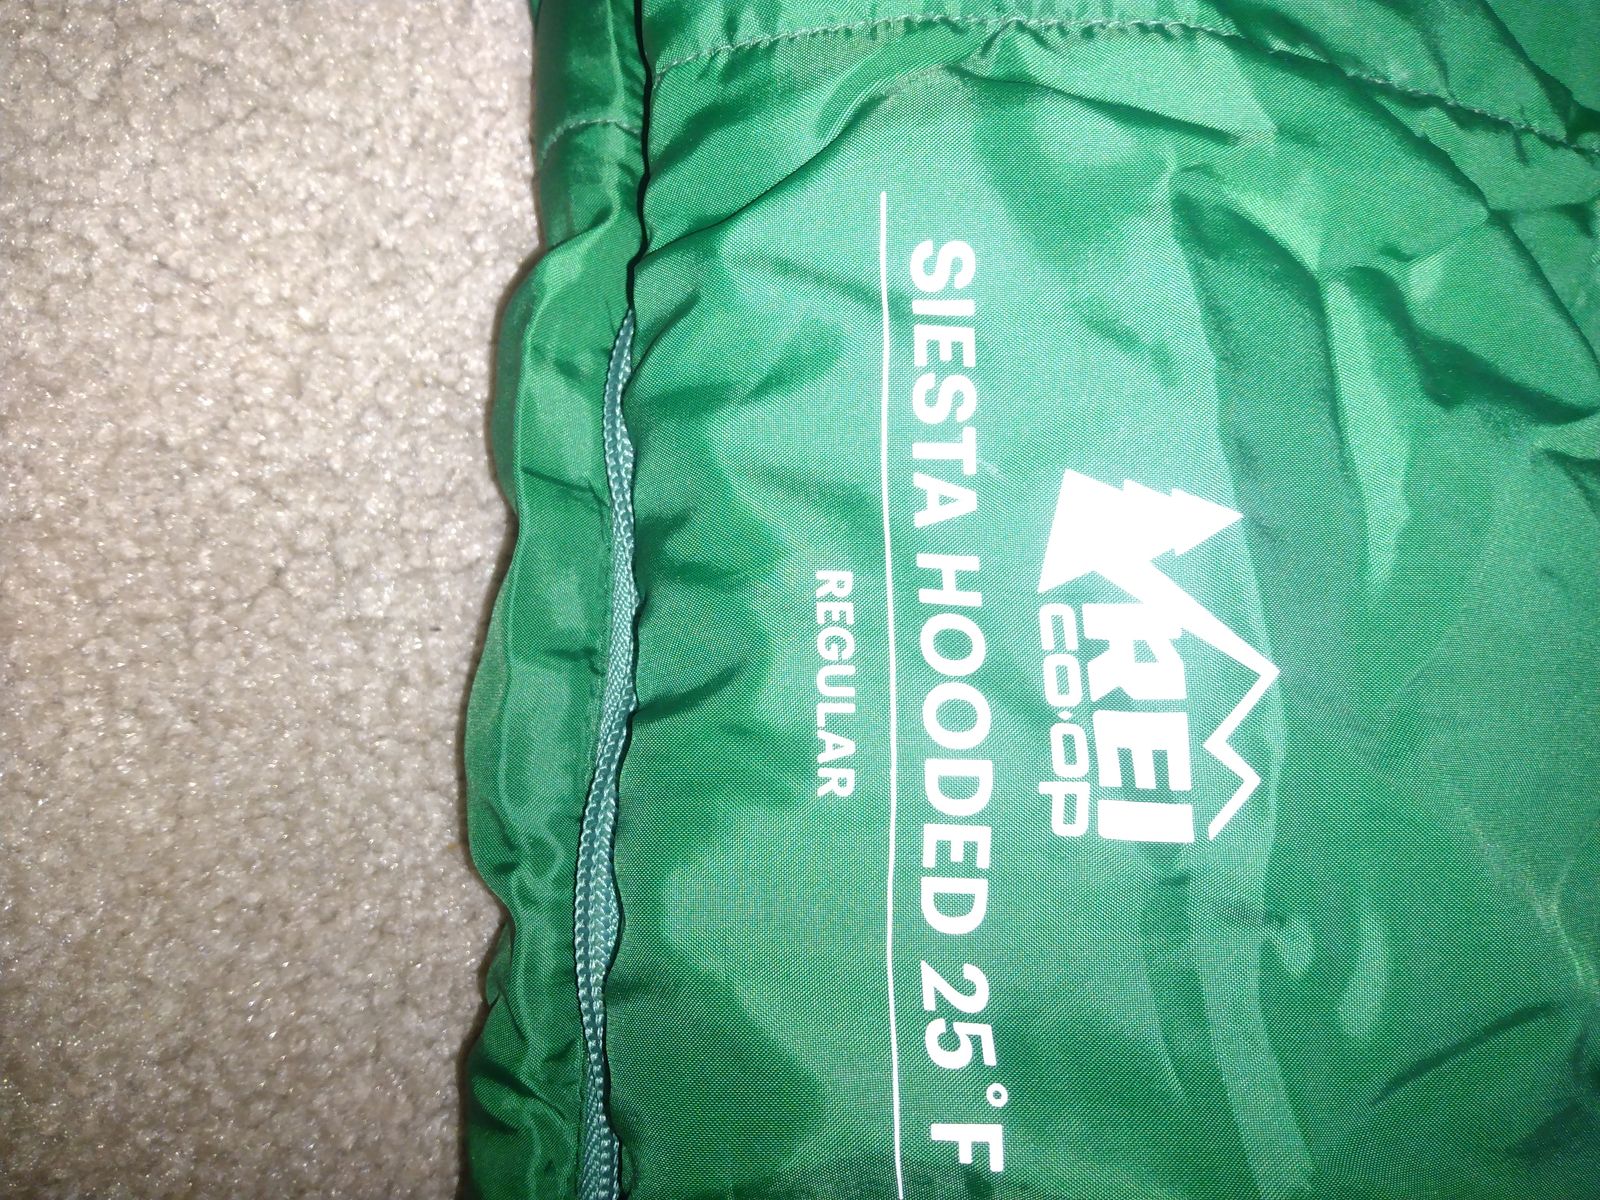 REI
CO·OP
SIESTA HOODED 25°F
REGULAR